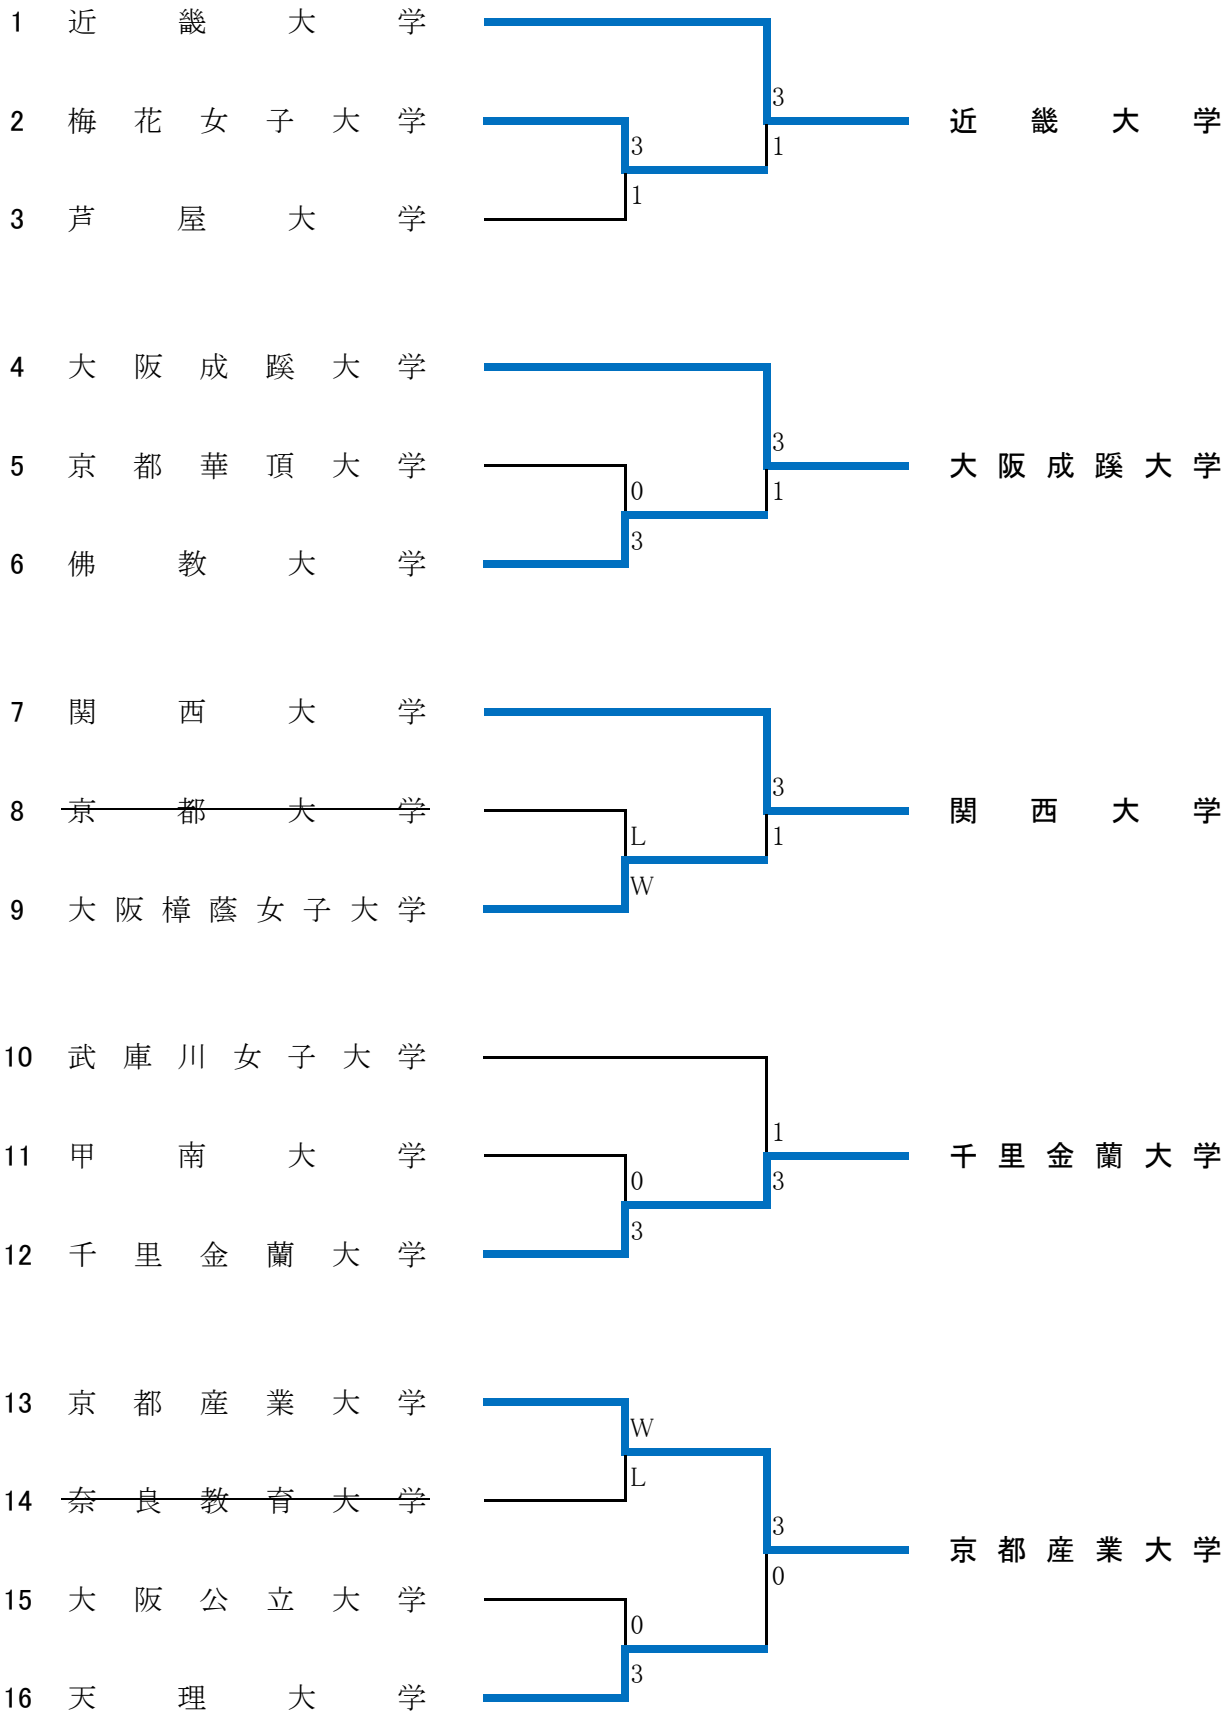 1 近畿大学
3
2 梅花女子大学 近畿大学
3 1
1
3 芦屋大学
4 大阪成蹊大学
3
5 京都華頂大学 大阪成蹊大学
0 1
3
6 佛教大学
7 関西大学
3
8 京都大学 関西大学
L 1
W
9 大阪樟蔭女子大学
10 武庫川女子大学
1
11 甲南大学 千里金蘭大学
0 3
3
12 千里金蘭大学
13 京都産業大学
W
L
14 奈良教育大学
3
京都産業大学
0
15 大阪公立大学
0
3
16 天理大学